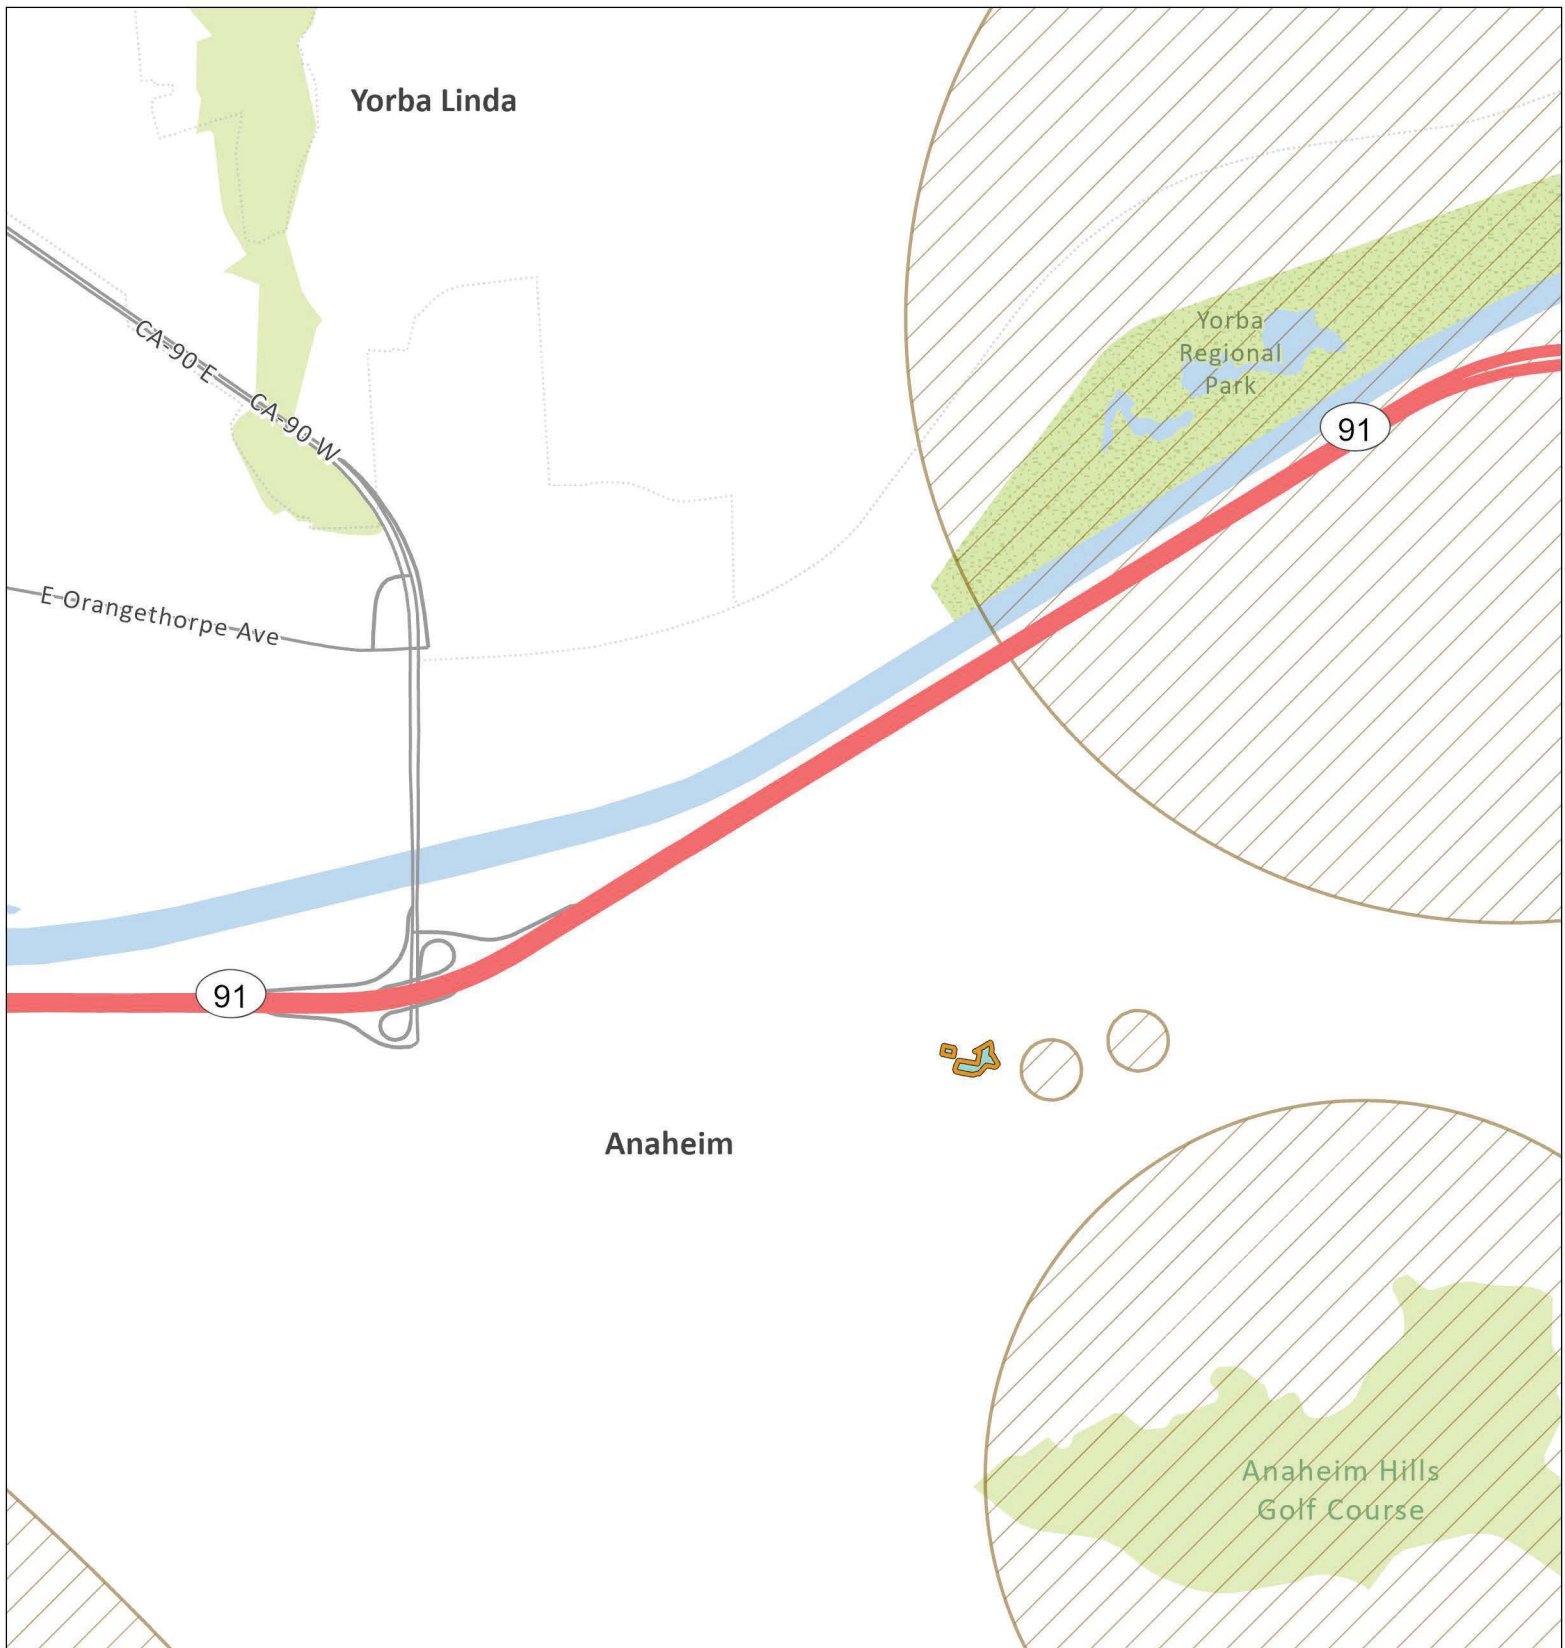 Yorba Linda
CA-90 E
CA-90 W
Yorba
Regional
Park
91
E Orangethorpe Ave
91
Anaheim
Anaheim Hills
Golf Course